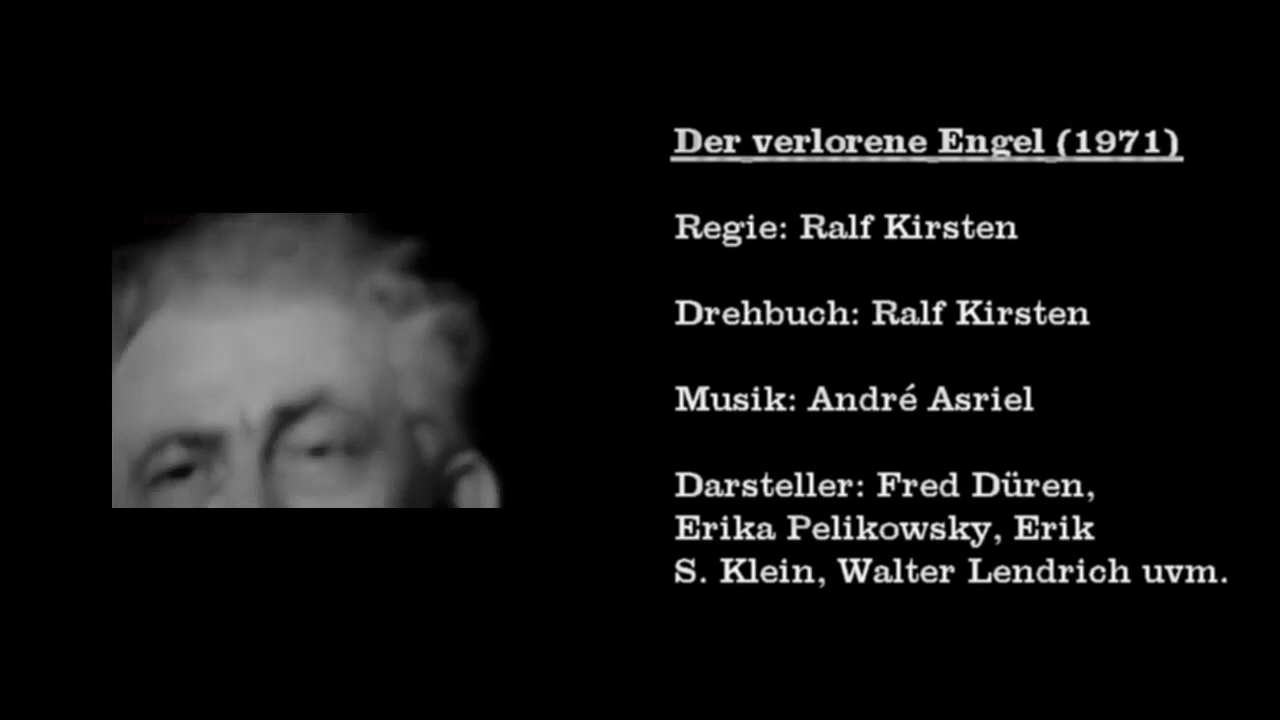 Der verlorene Engel (1971)
Regie: Ralf Kirsten
Drehbuch: Ralf Kirsten
Musik: André Asriel
Darsteller: Fred Düren,
Erika Pelikowsky, Erik
S. Klein, Walter Lendrich uvm.